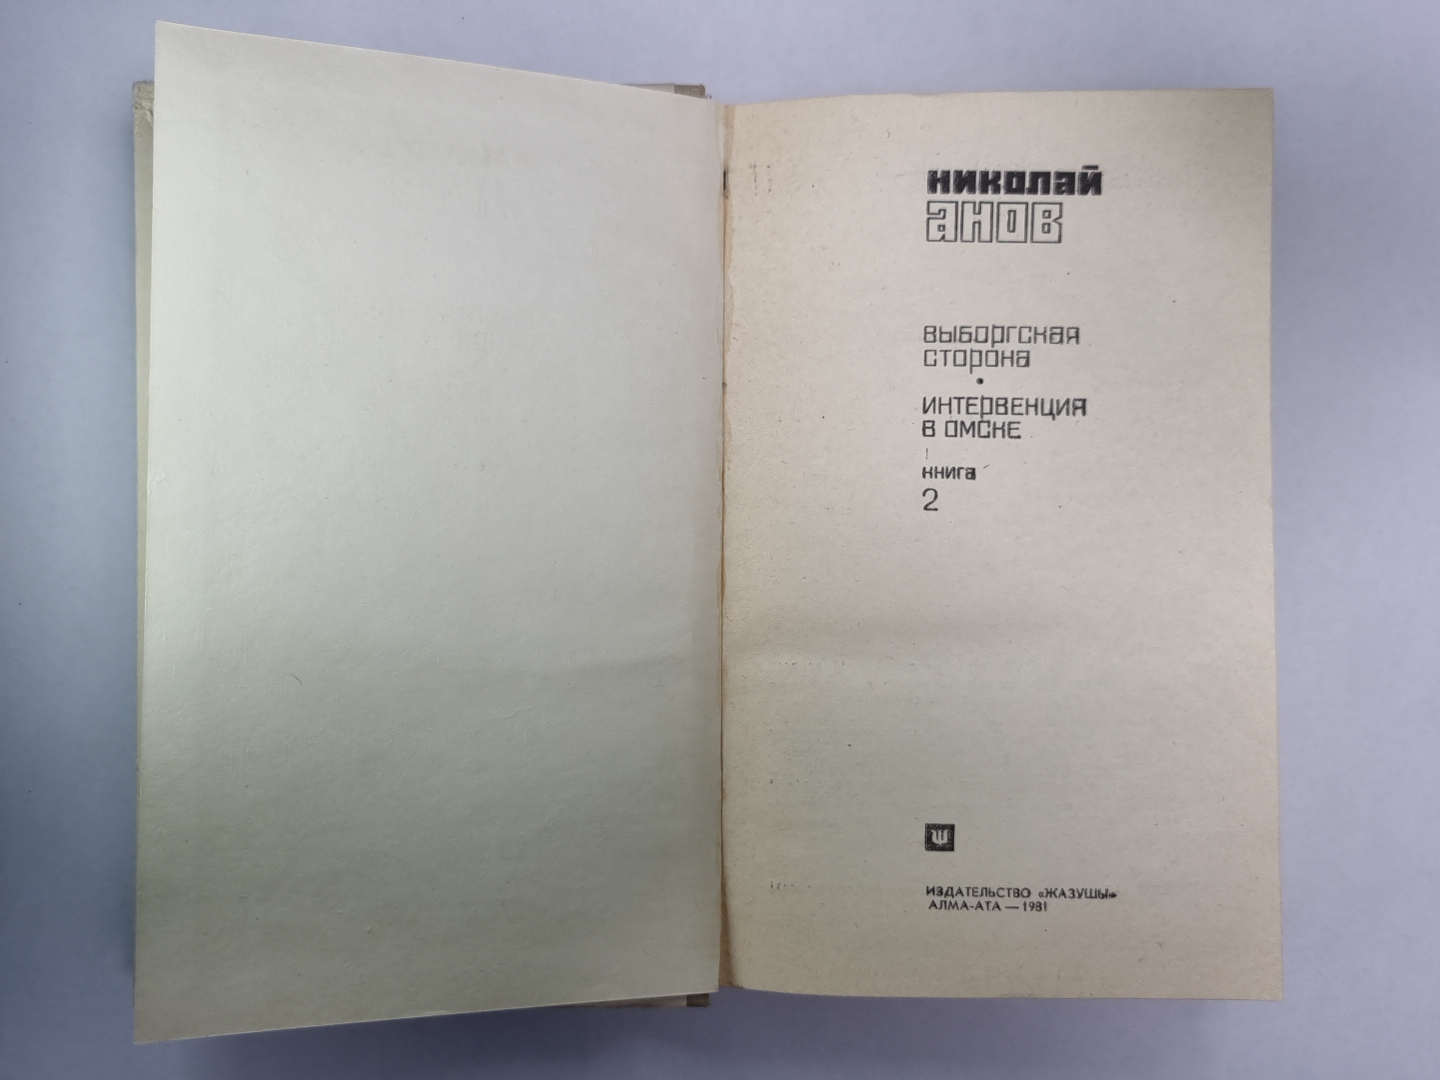 николай
анов
выборгская
сторона
•
интервенция
в омске
книга
2
ИЗДАТЕЛЬСТВО «ЖАЗУШЫ»
АЛМА-АТА — 1981